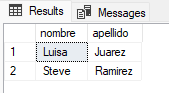 Results Messages
nombre apellido
1 Luisa Juarez
2 Steve Ramirez